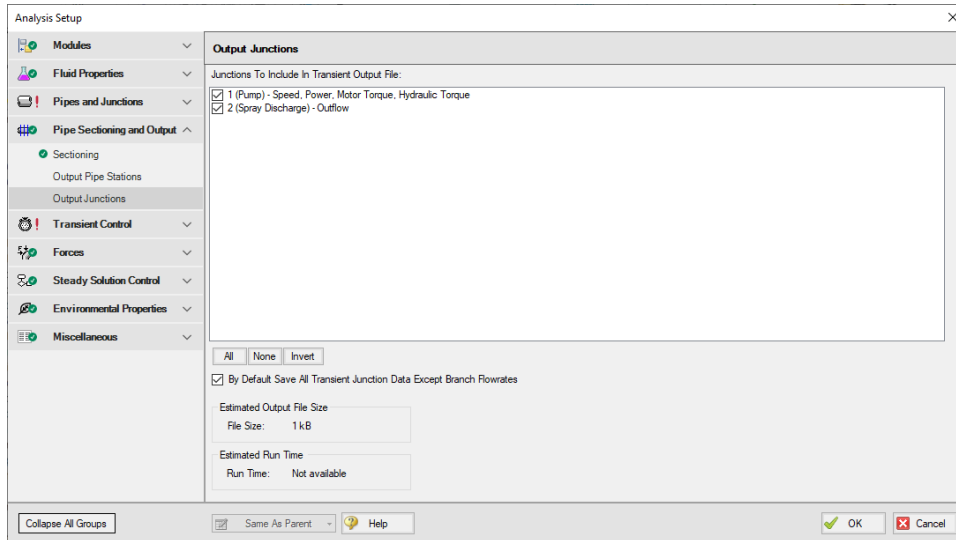 Analysis Setup
Modules
Fluid Properties
Pipes and Junctions
Pipe Sectioning and Output
Sectioning
Output Pipe Stations
Output Junctions
Transient Control
Forces
Steady Solution Control
Environmental Properties
Miscellaneous
Collapse All Groups
Output Junctions
Junctions To Include In Transient Output File:
1 (Pump) - Speed, Power, Motor Torque, Hydraulic Torque
2 (Spray Discharge) - Outflow
All None Invert
By Default Save All Transient Junction Data Except Branch Flowrates
Estimated Output File Size
File Size: 1 kB
Estimated Run Time
Run Time: Not available
Same As Parent Help OK Cancel